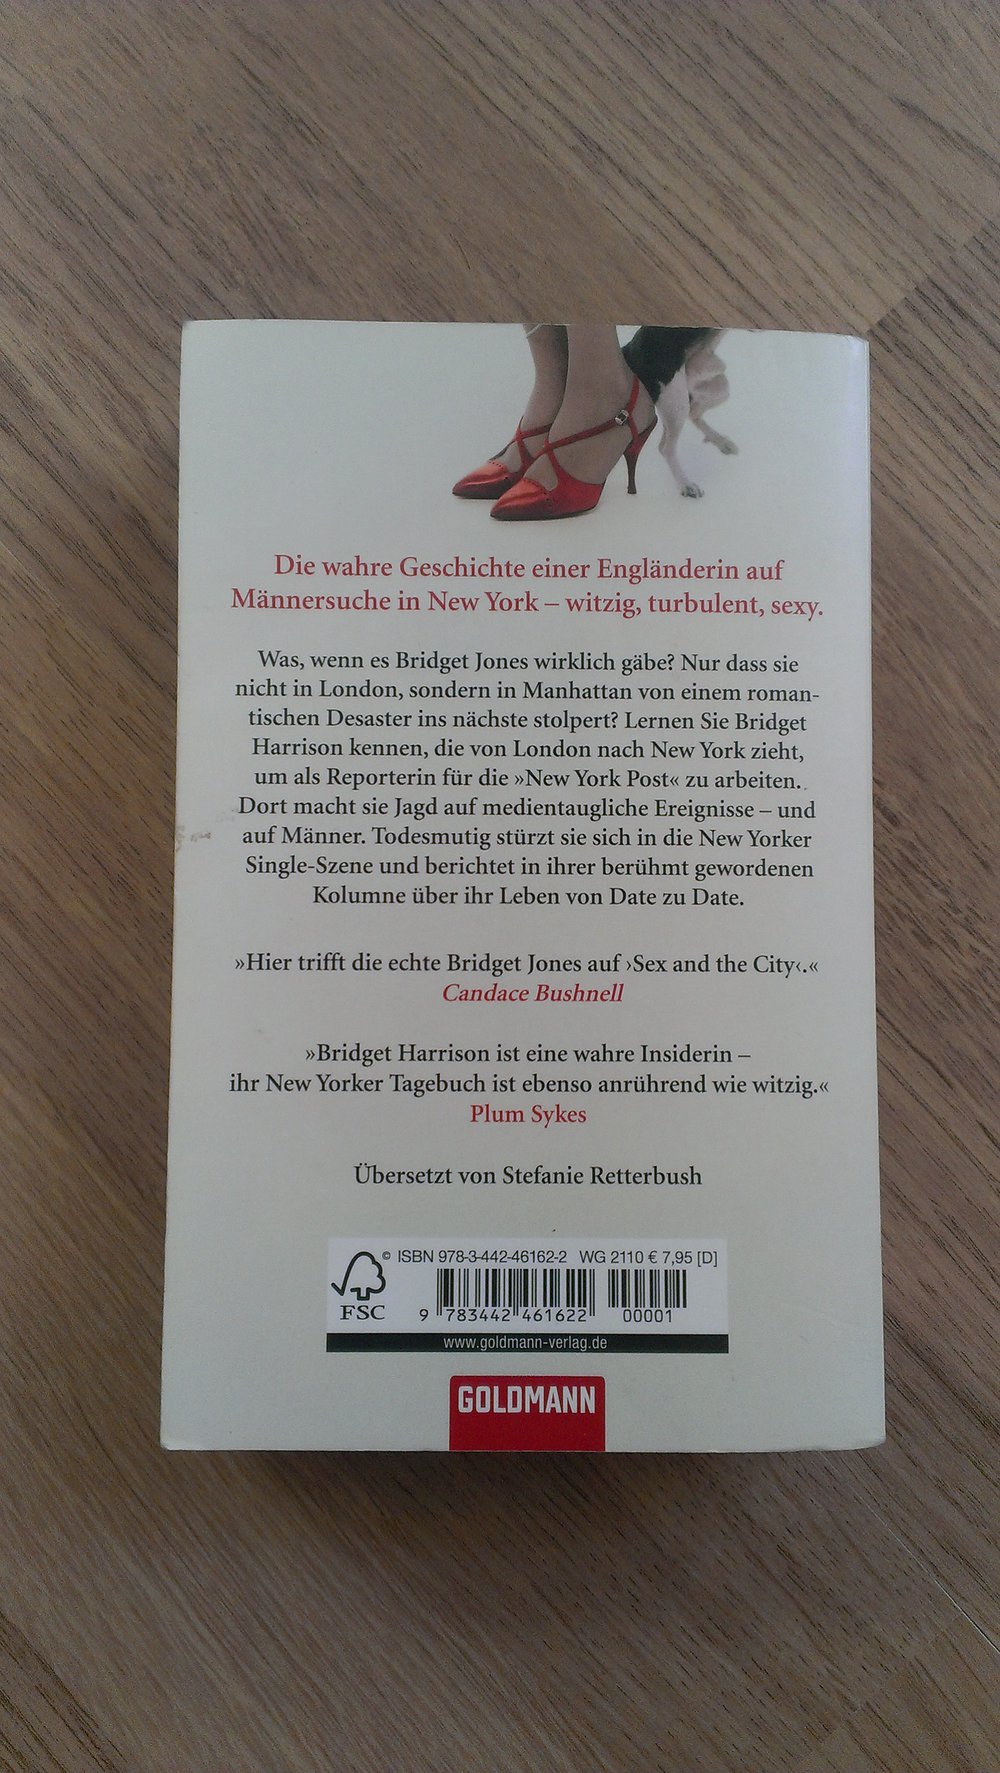 Die wahre Geschichte einer Engländerin auf
Männersuche in New York – witzig, turbulent, sexy.
Was, wenn es Bridget Jones wirklich gäbe? Nur dass sie
nicht in London, sondern in Manhattan von einem roman-
tischen Desaster ins nächste stolpert? Lernen Sie Bridget
Harrison kennen, die von London nach New York zieht,
um als Reporterin für die »New York Post« zu arbeiten.
Dort macht sie Jagd auf medientaugliche Ereignisse – und
auf Männer. Todesmutig stürzt sie sich in die New Yorker
Single-Szene und berichtet in ihrer berühmt gewordenen
Kolumne über ihr Leben von Date zu Date.
»Hier trifft die echte Bridget Jones auf ›Sex and the City‹.«
Candace Bushnell
»Bridget Harrison ist eine wahre Insiderin –
ihr New Yorker Tagebuch ist ebenso anrührend wie witzig.«
Plum Sykes
Übersetzt von Stefanie Retterbush
© ISBN 978-3-442-46162-2 WG 2110 € 7,95 [D]
FSC
9 783442 461622 00001
www.goldmann-verlag.de
GOLDMANN